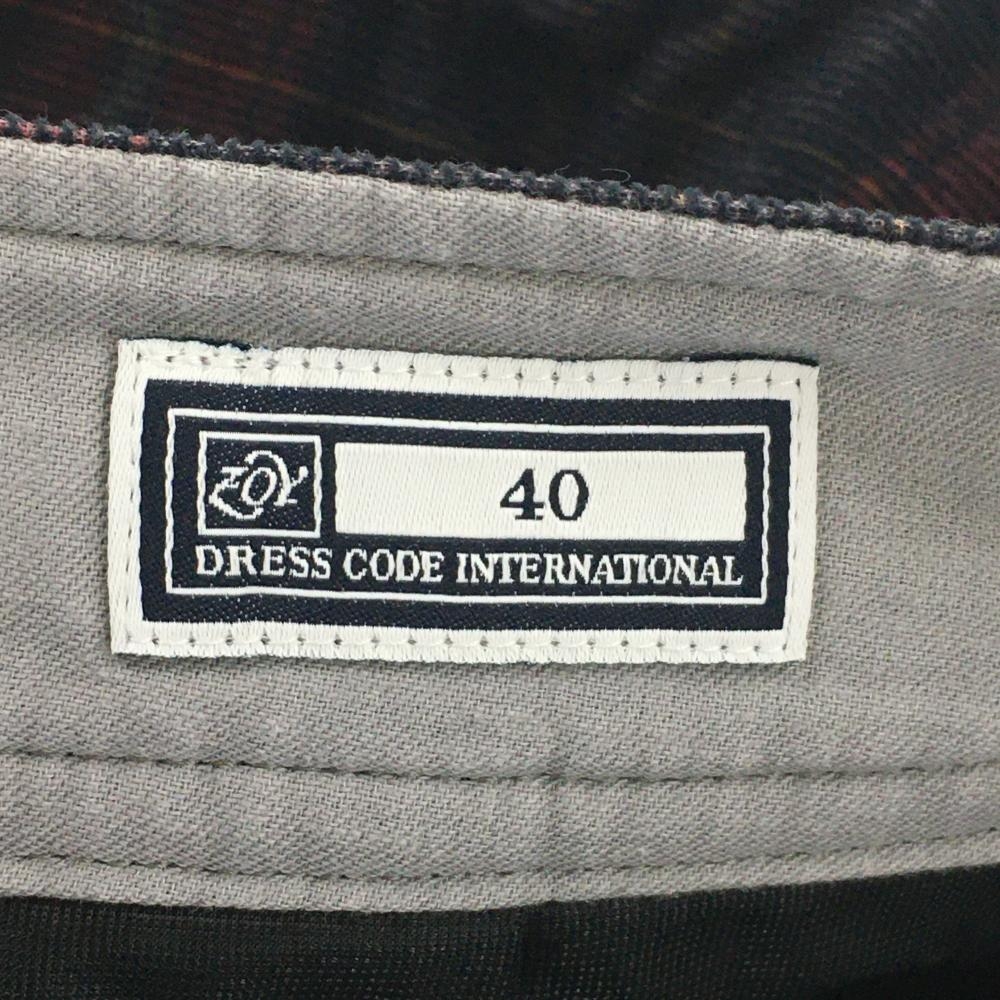 ZOY
40
DRESS CODE INTERNATIONAL